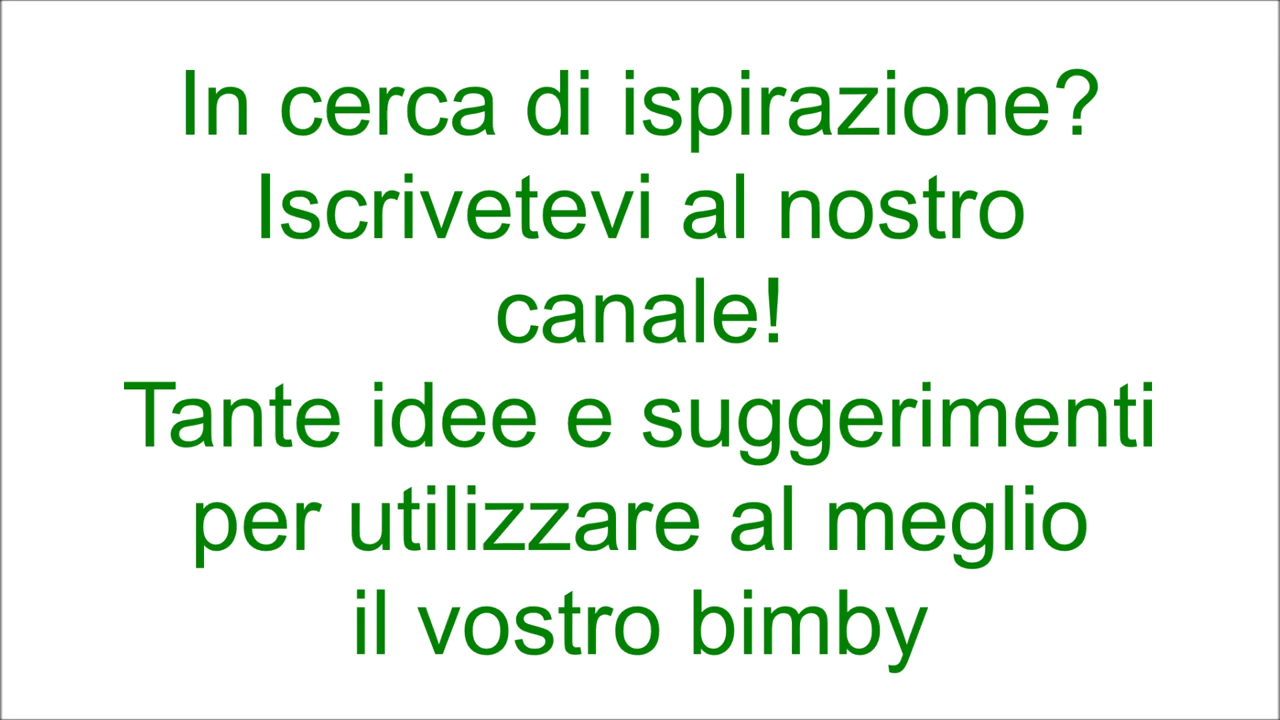 In cerca di ispirazione?
Iscrivetevi al nostro
canale!
Tante idee e suggerimenti
per utilizzare al meglio
il vostro bimby